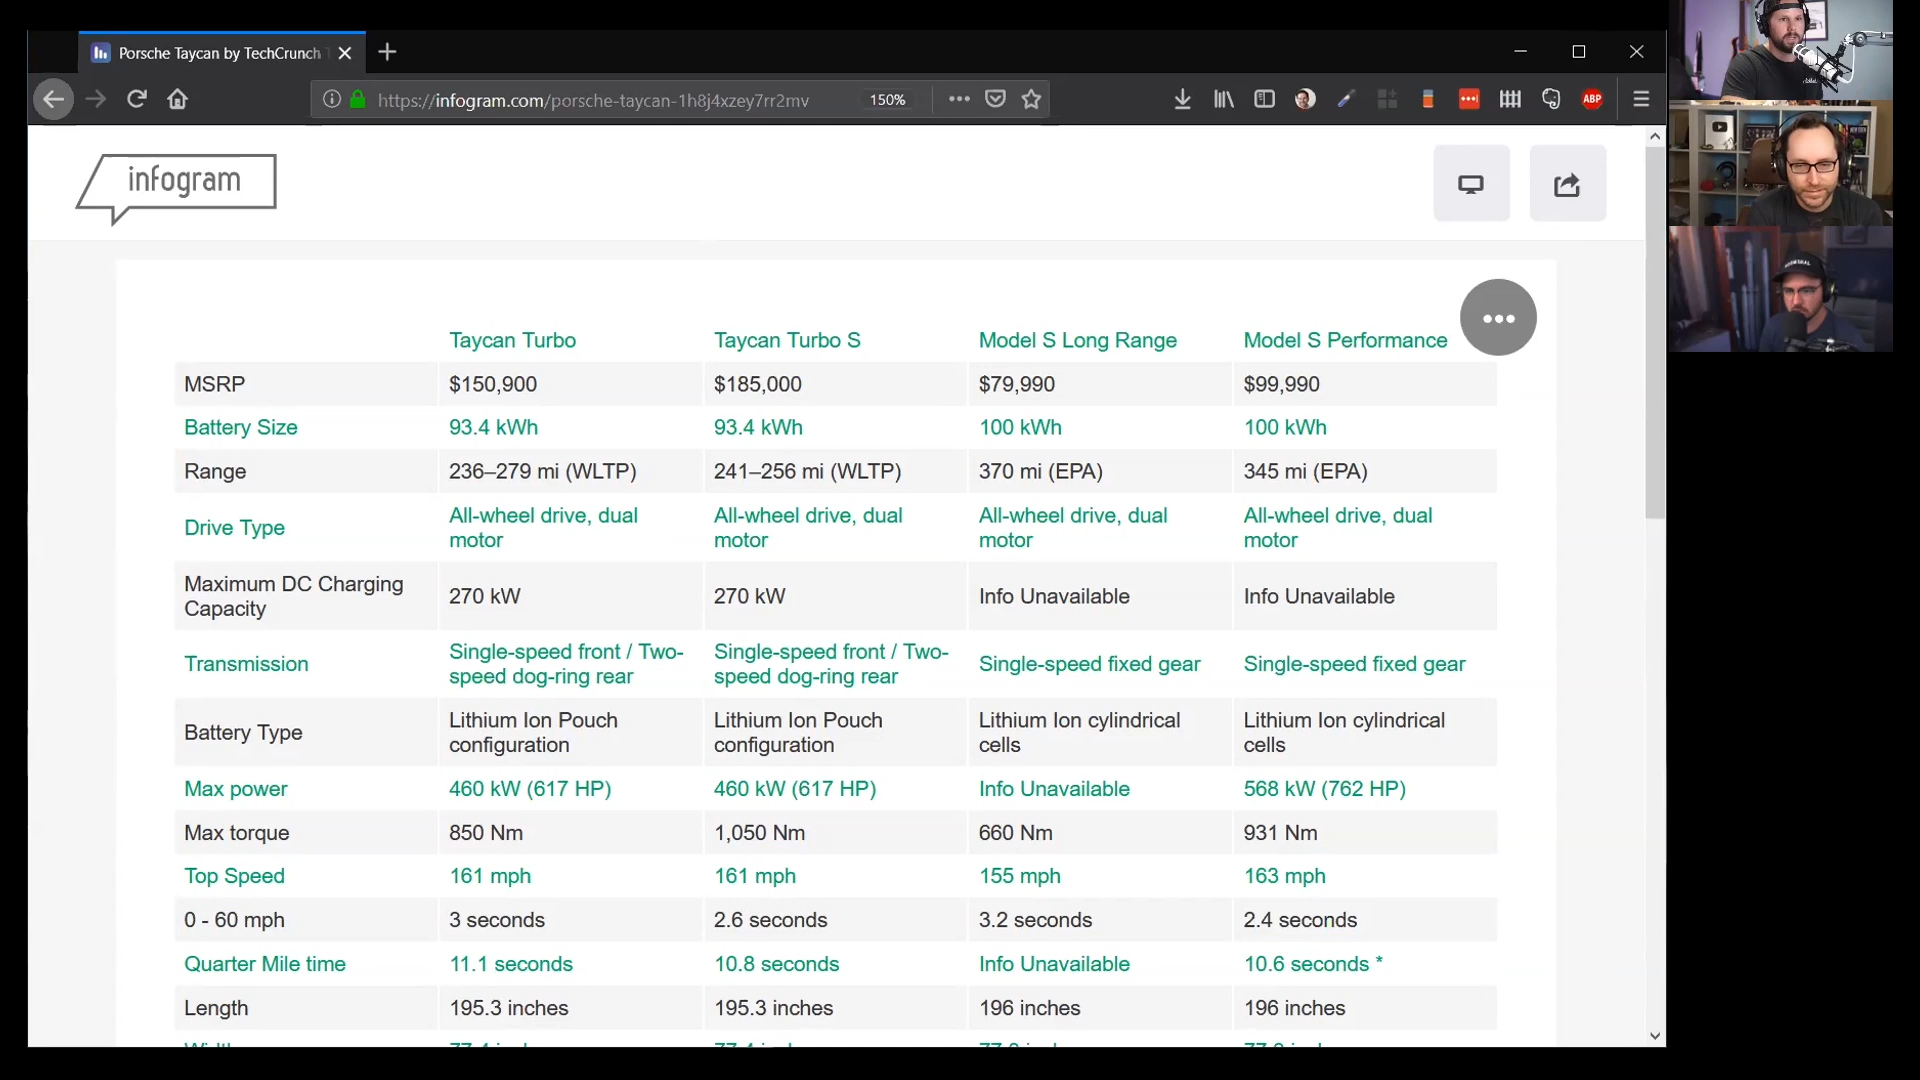 Porsche Taycan by TechCrunch
https://infogram.com/porsche-taycan-1h8j4xzey7rr2mv 150%
ABP
infogram
Taycan Turbo Taycan Turbo S Model S Long Range Model S Performance
MSRP $150,900 $185,000 $79,990 $99,990
Battery Size 93.4 kWh 93.4 kWh 100 kWh 100 kWh
Range 236–279 mi (WLTP) 241–256 mi (WLTP) 370 mi (EPA) 345 mi (EPA)
Drive Type All-wheel drive, dual motor All-wheel drive, dual motor All-wheel drive, dual motor All-wheel drive, dual motor
Maximum DC Charging Capacity 270 kW 270 kW Info Unavailable Info Unavailable
Transmission Single-speed front / Two-speed dog-ring rear Single-speed front / Two-speed dog-ring rear Single-speed fixed gear Single-speed fixed gear
Battery Type Lithium Ion Pouch configuration Lithium Ion Pouch configuration Lithium Ion cylindrical cells Lithium Ion cylindrical cells
Max power 460 kW (617 HP) 460 kW (617 HP) Info Unavailable 568 kW (762 HP)
Max torque 850 Nm 1,050 Nm 660 Nm 931 Nm
Top Speed 161 mph 161 mph 155 mph 163 mph
0 - 60 mph 3 seconds 2.6 seconds 3.2 seconds 2.4 seconds
Quarter Mile time 11.1 seconds 10.8 seconds Info Unavailable 10.6 seconds *
Length 195.3 inches 195.3 inches 196 inches 196 inches